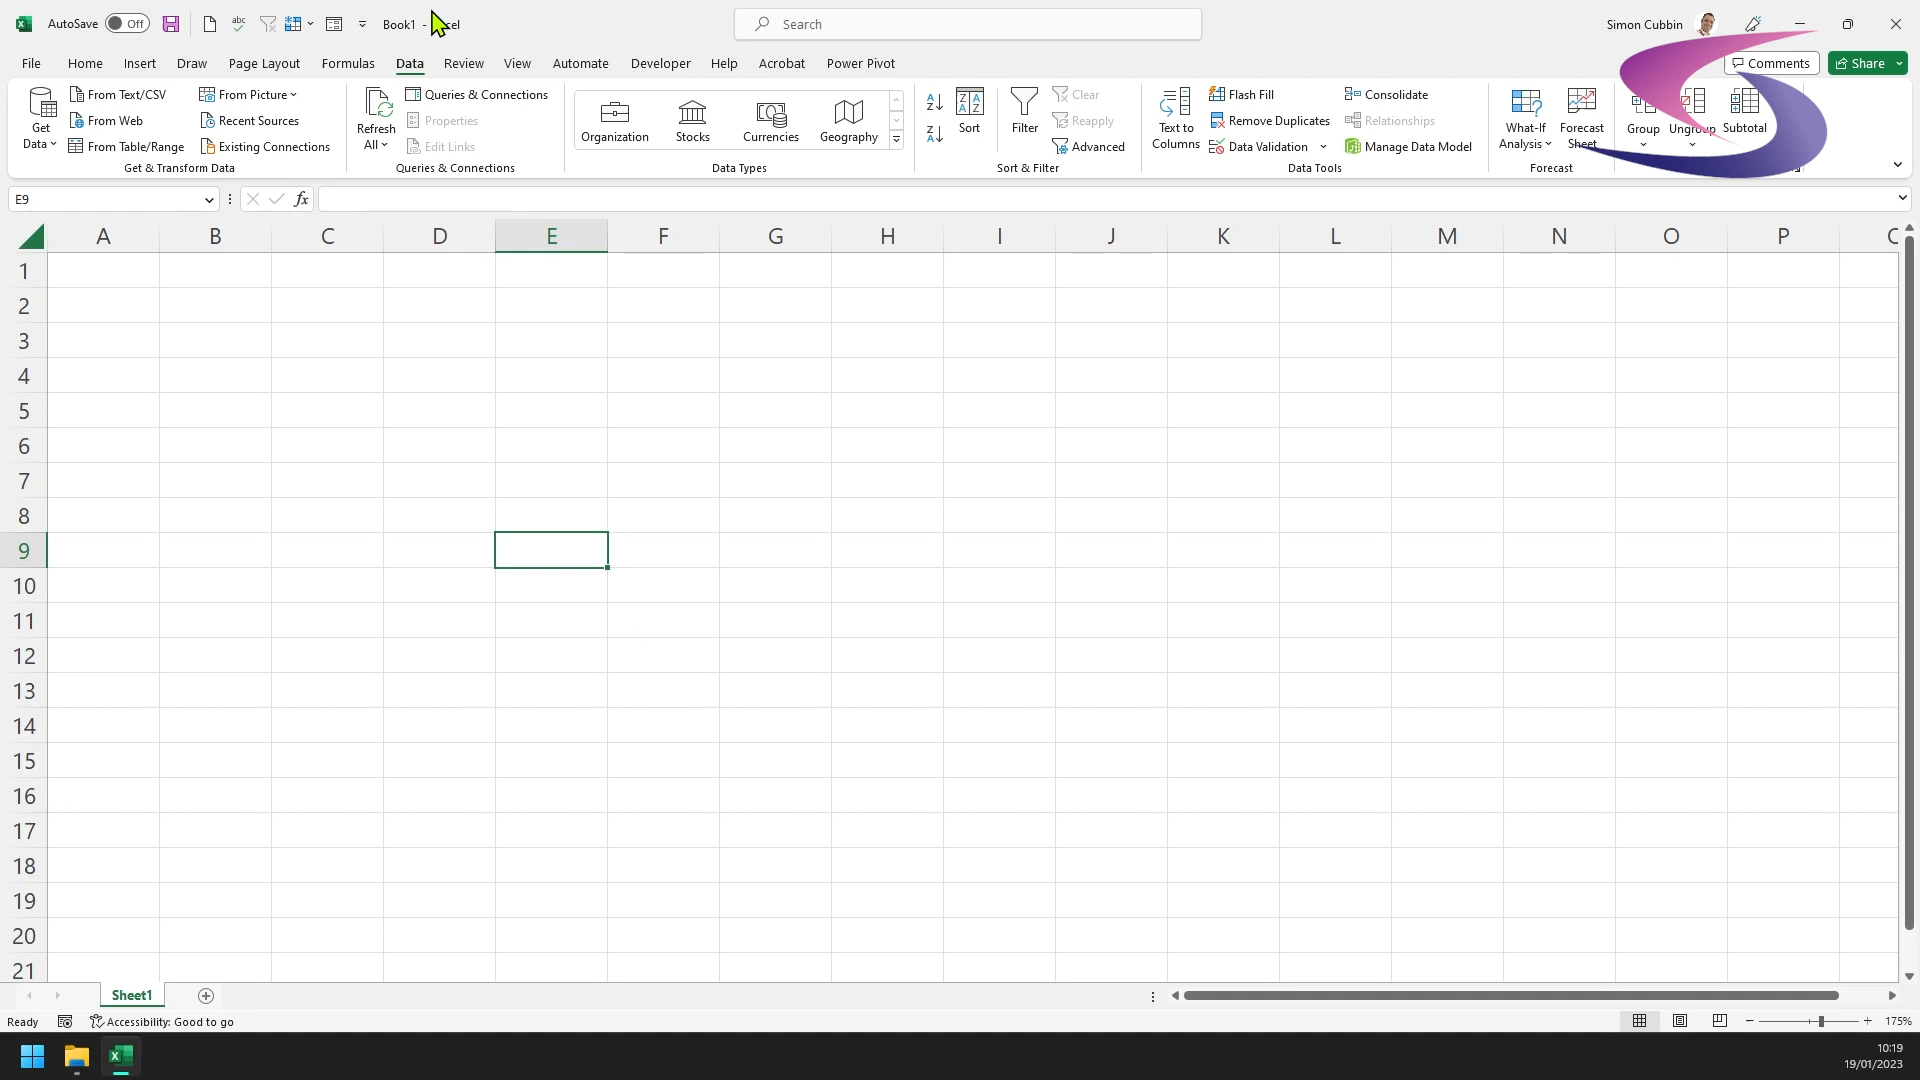 AutoSave Off Book1 - cel Search Simon Cubbin
File Home Insert Draw Page Layout Formulas Data Review View Automate Developer Help Acrobat Power Pivot Comments Share
Get Data
From Text/CSV
From Web
From Table/Range
From Picture
Recent Sources
Existing Connections
Get & Transform Data
Refresh All
Queries & Connections
Properties
Edit Links
Queries & Connections
Organization Stocks Currencies Geography
Data Types
Sort
Filter
Clear
Reapply
Advanced
Sort & Filter
Text to Columns
Flash Fill
Remove Duplicates
Data Validation
Consolidate
Relationships
Manage Data Model
Data Tools
What-If Analysis
Forecast Sheet
Forecast
Group Ungroup Subtotal
E9 fx
A B C D E F G H I J K L M N O P
1
2
3
4
5
6
7
8
9
10
11
12
13
14
15
16
17
18
19
20
21
Sheet1
Ready Accessibility: Good to go 175%
10:19
19/01/2023